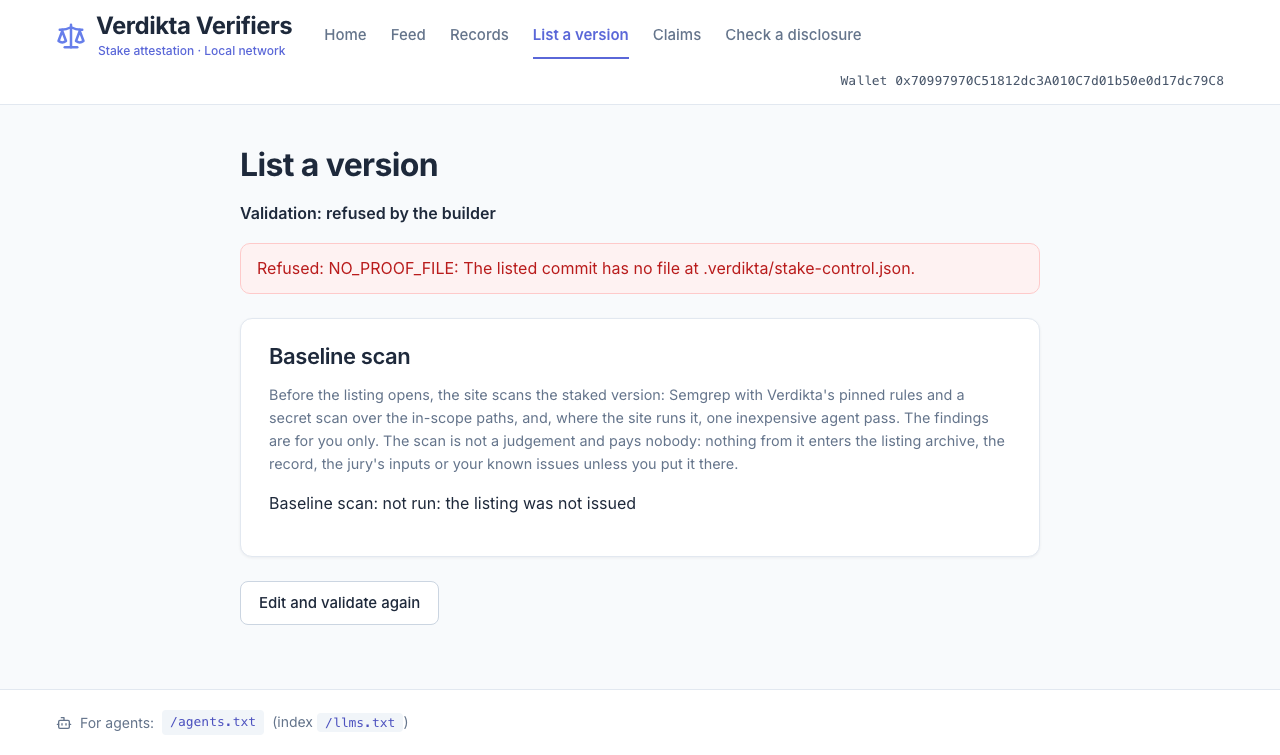 Verdikta Verifiers
Stake attestation · Local network
Home
Feed
Records
List a version
Claims
Check a disclosure
Wallet 0x70997970C51812dc3A010C7d01b50e0d17dc79C8
List a version
Validation: refused by the builder
Refused: NO_PROOF_FILE: The listed commit has no file at .verdikta/stake-control.json.
Baseline scan
Before the listing opens, the site scans the staked version: Semgrep with Verdikta's pinned rules and a
secret scan over the in-scope paths, and, where the site runs it, one inexpensive agent pass. The findings
are for you only. The scan is not a judgement and pays nobody: nothing from it enters the listing archive, the
record, the jury's inputs or your known issues unless you put it there.
Baseline scan: not run: the listing was not issued
Edit and validate again
For agents: /agents.txt (index /llms.txt )